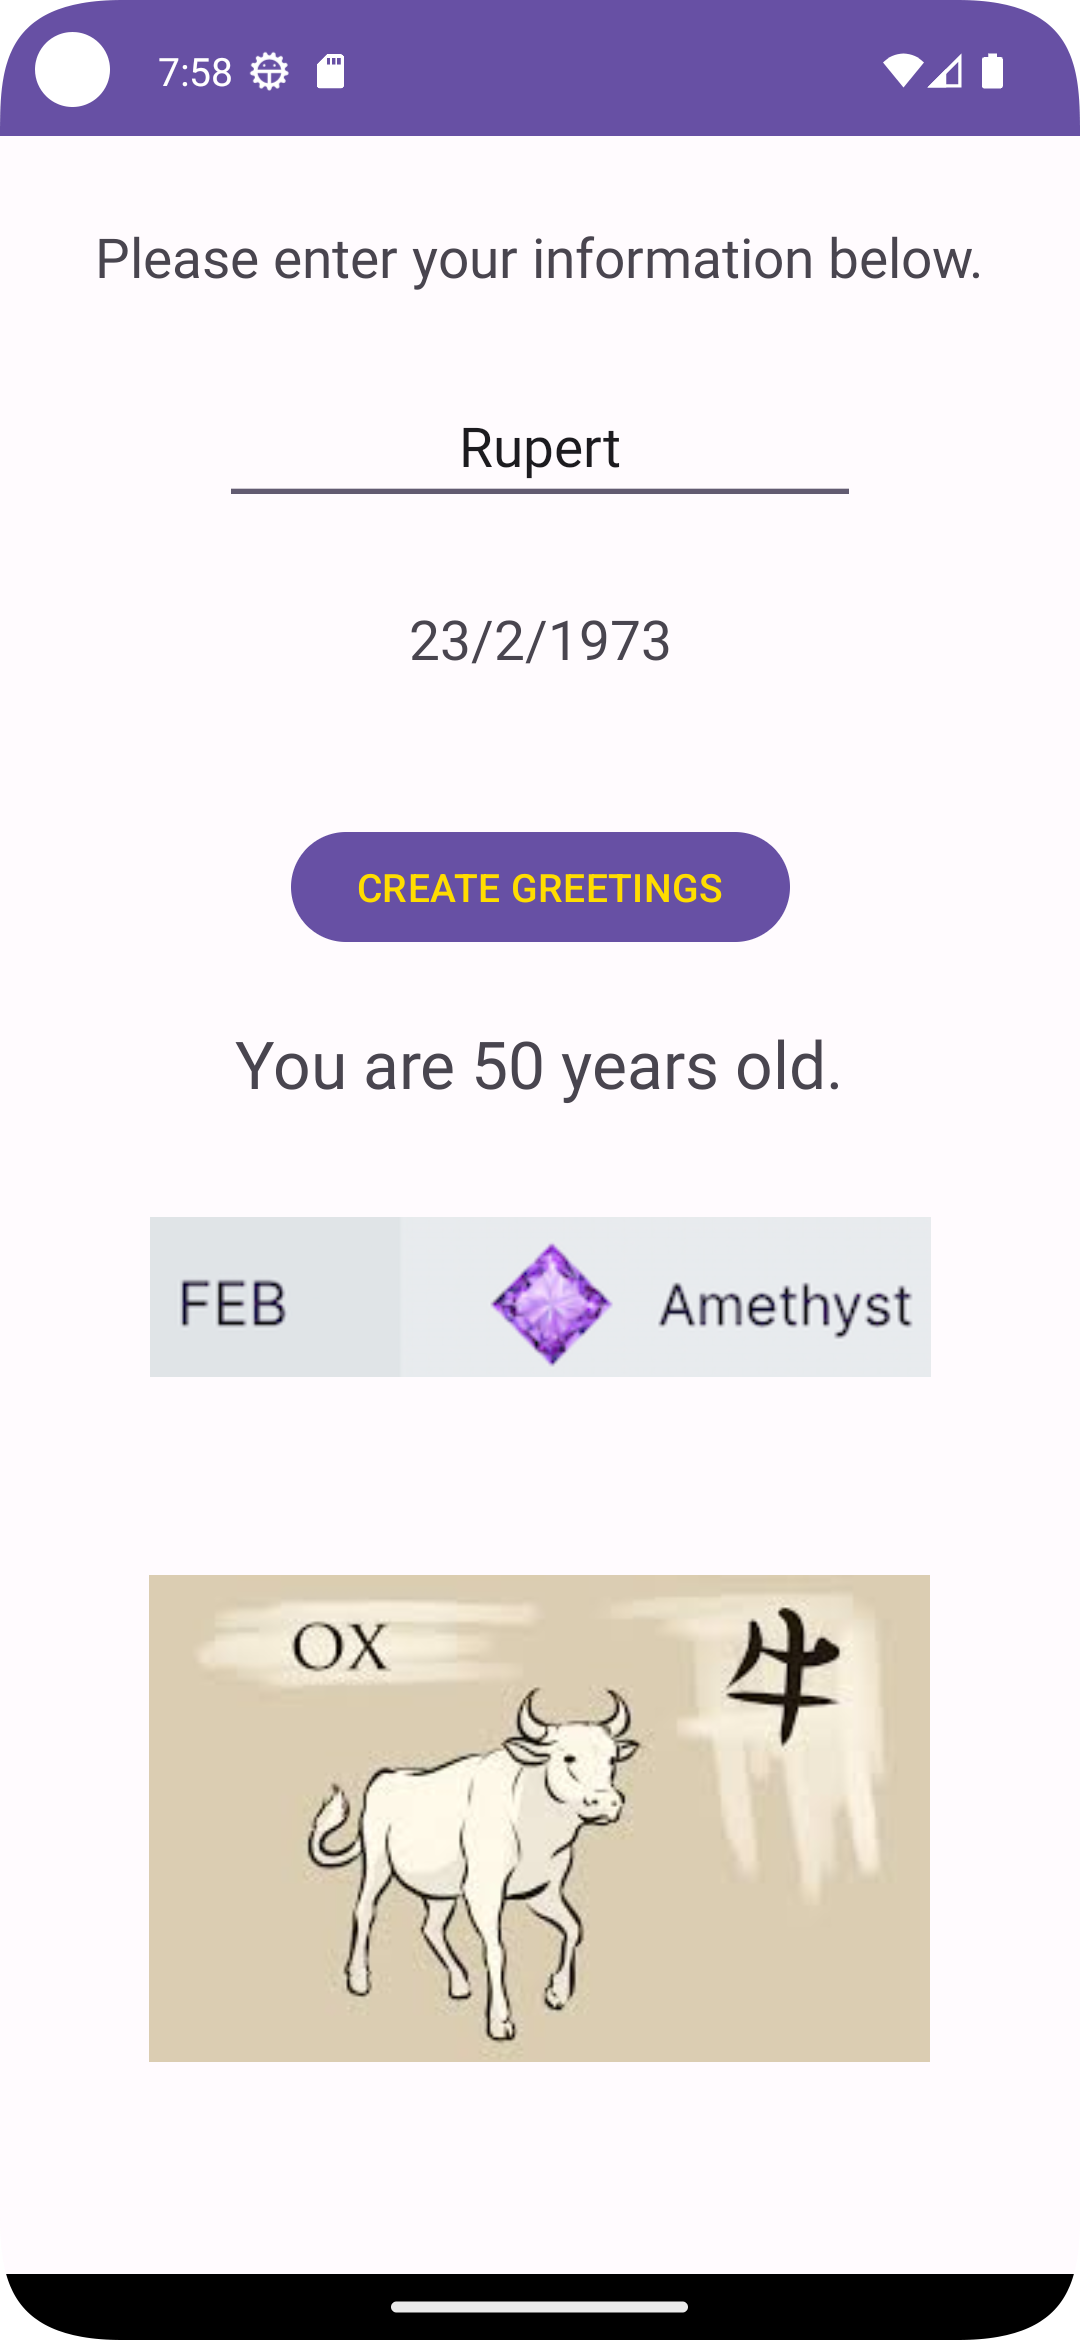 7:58
Please enter your information below.
Rupert
23/2/1973
CREATE GREETINGS
You are 50 years old.
FEB Amethyst
OX 牛